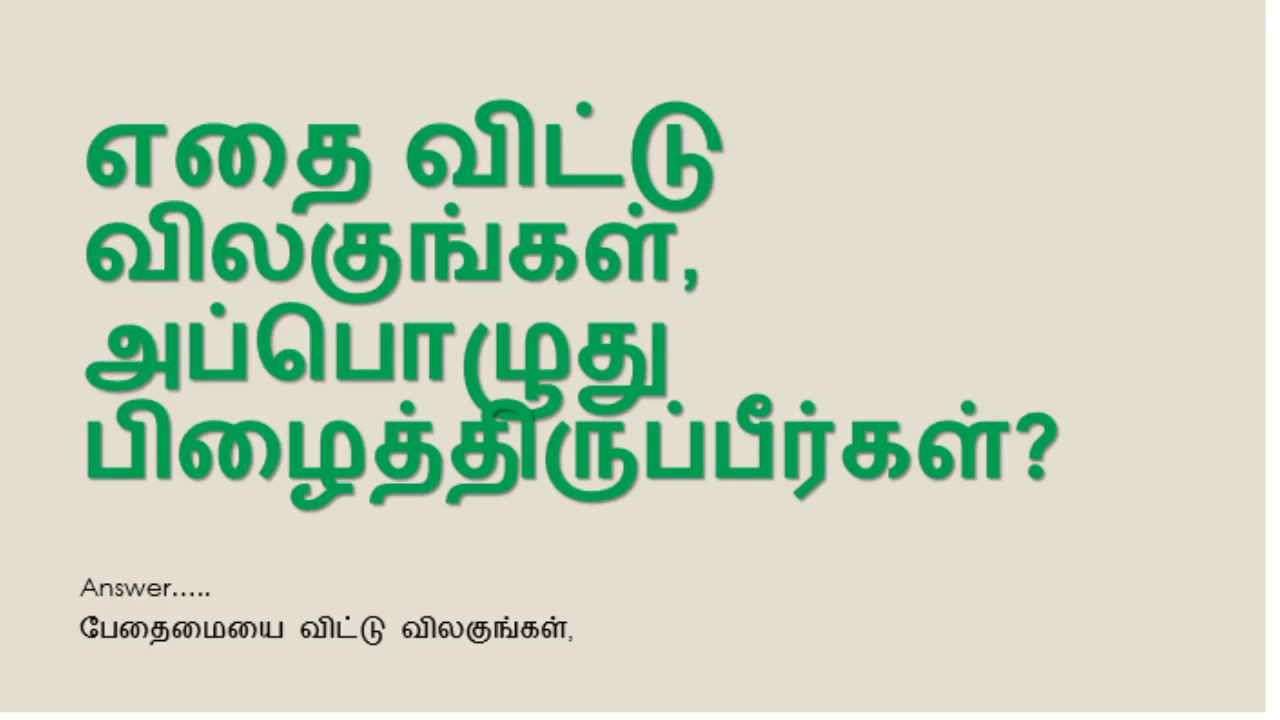 எதை விட்டு
விலகுங்கள்,
அப்பொழுது
பிழைத்திருப்பீர்கள்?
Answer.....
பேதைமையை விட்டு விலகுங்கள்,